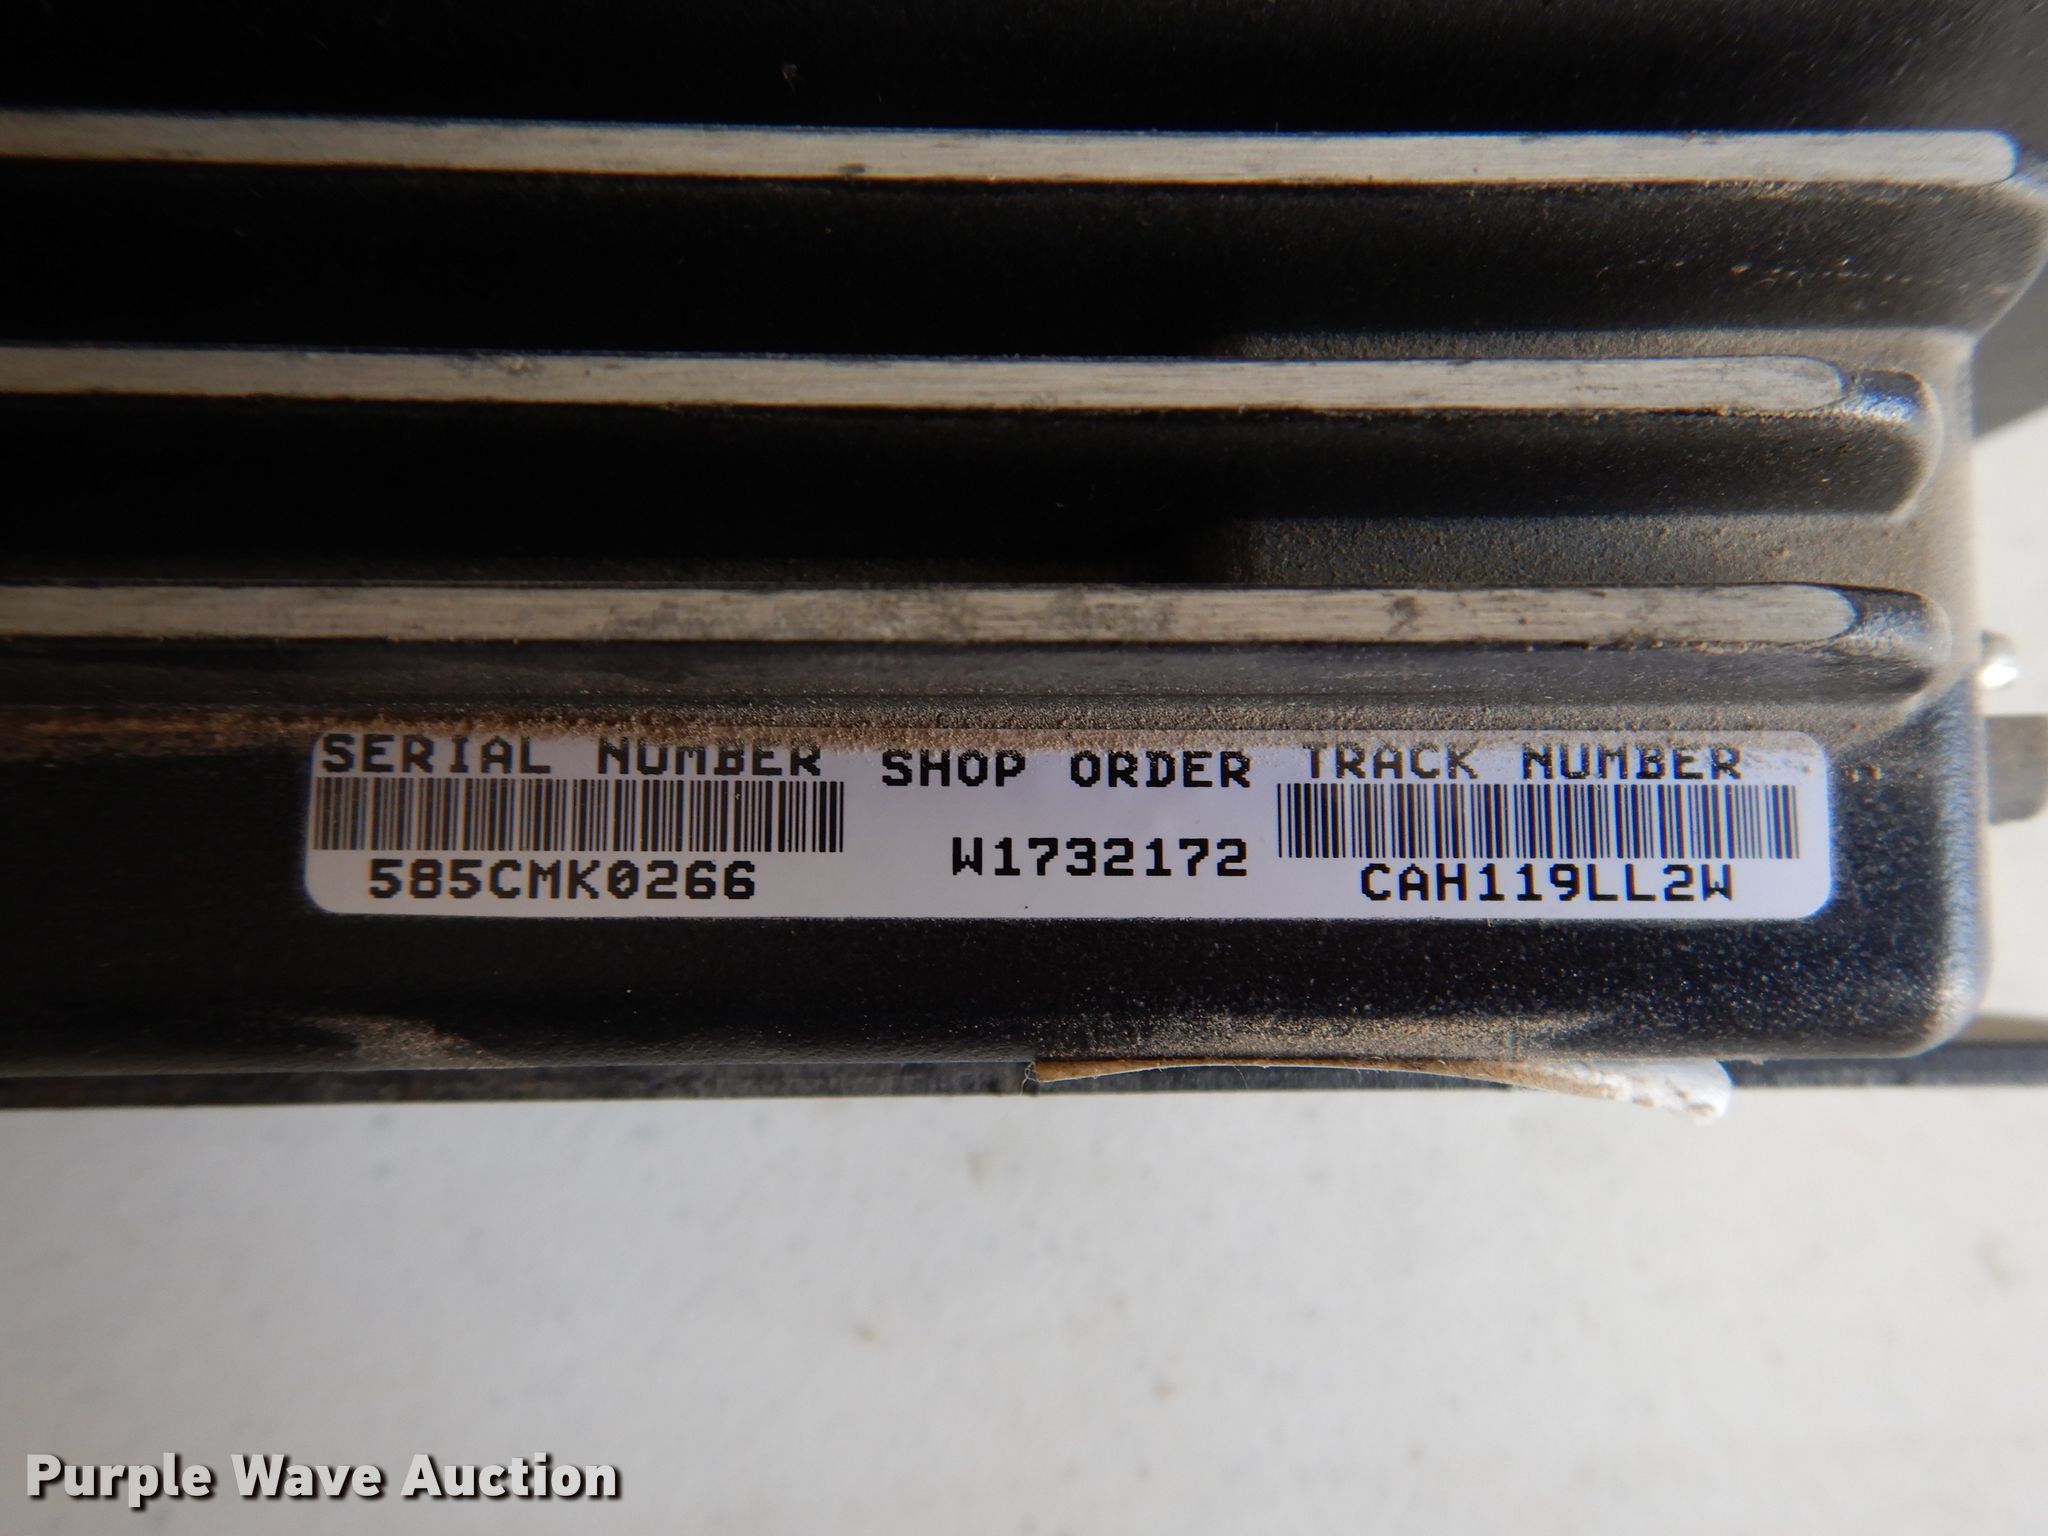 SERIAL NUMBER
585CMK0266
SHOP ORDER
W1732172
TRACK NUMBER
CAH119LL2W
Purple Wave Auction